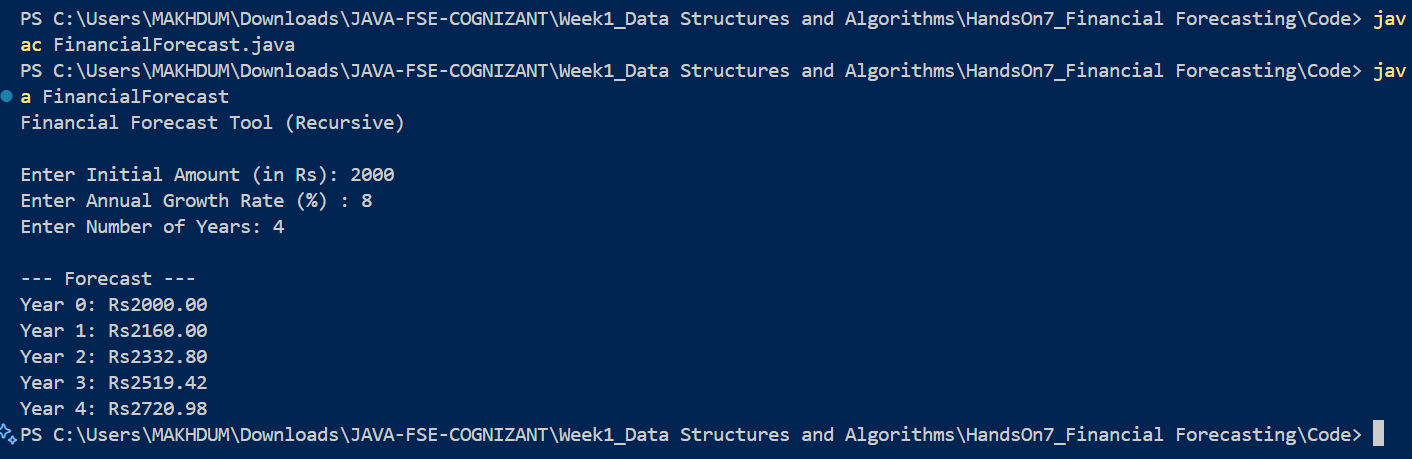 PS C:\Users\MAKHDUM\Downloads\JAVA-FSE-COGNIZANT\Week1_Data Structures and Algorithms\HandsOn7_Financial Forecasting\Code> jav
ac FinancialForecast.java
PS C:\Users\MAKHDUM\Downloads\JAVA-FSE-COGNIZANT\Week1_Data Structures and Algorithms\HandsOn7_Financial Forecasting\Code> jav
a FinancialForecast
Financial Forecast Tool (Recursive)

Enter Initial Amount (in Rs): 2000
Enter Annual Growth Rate (%) : 8
Enter Number of Years: 4

--- Forecast ---
Year 0: Rs2000.00
Year 1: Rs2160.00
Year 2: Rs2332.80
Year 3: Rs2519.42
Year 4: Rs2720.98
PS C:\Users\MAKHDUM\Downloads\JAVA-FSE-COGNIZANT\Week1_Data Structures and Algorithms\HandsOn7_Financial Forecasting\Code>